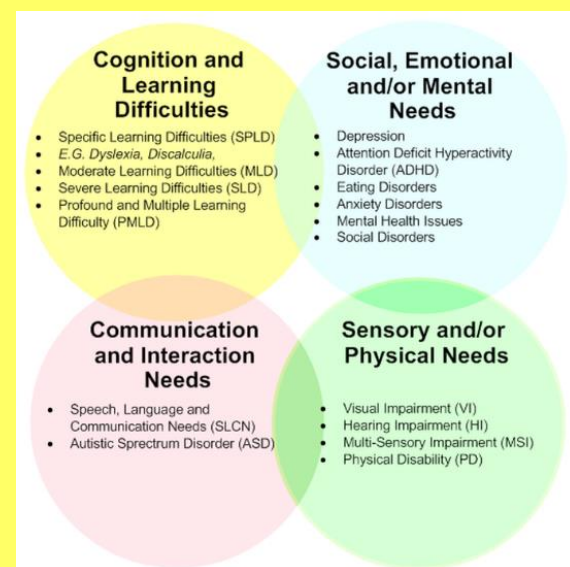 Cognition and
Learning
Difficulties
• Specific Learning Difficulties (SPLD)
• E.G. Dyslexia, Discalculia,
• Moderate Learning Difficulties (MLD)
• Severe Learning Difficulties (SLD)
• Profound and Multiple Learning
Difficulty (PMLD)
Social, Emotional
and/or Mental
Needs
• Depression
• Attention Deficit Hyperactivity
Disorder (ADHD)
• Eating Disorders
• Anxiety Disorders
• Mental Health Issues
• Social Disorders
Communication
and Interaction
Needs
• Speech, Language and
Communication Needs (SLCN)
• Autistic Sprectrum Disorder (ASD)
Sensory and/or
Physical Needs
• Visual Impairment (VI)
• Hearing Impairment (HI)
• Multi-Sensory Impairment (MSI)
• Physical Disability (PD)